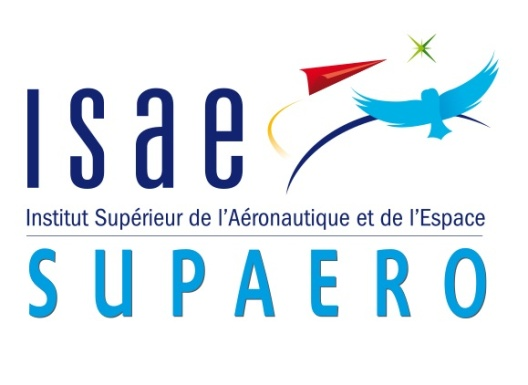 isae
Institut Supérieur de l'Aéronautique et de l'Espace
SUPAERO